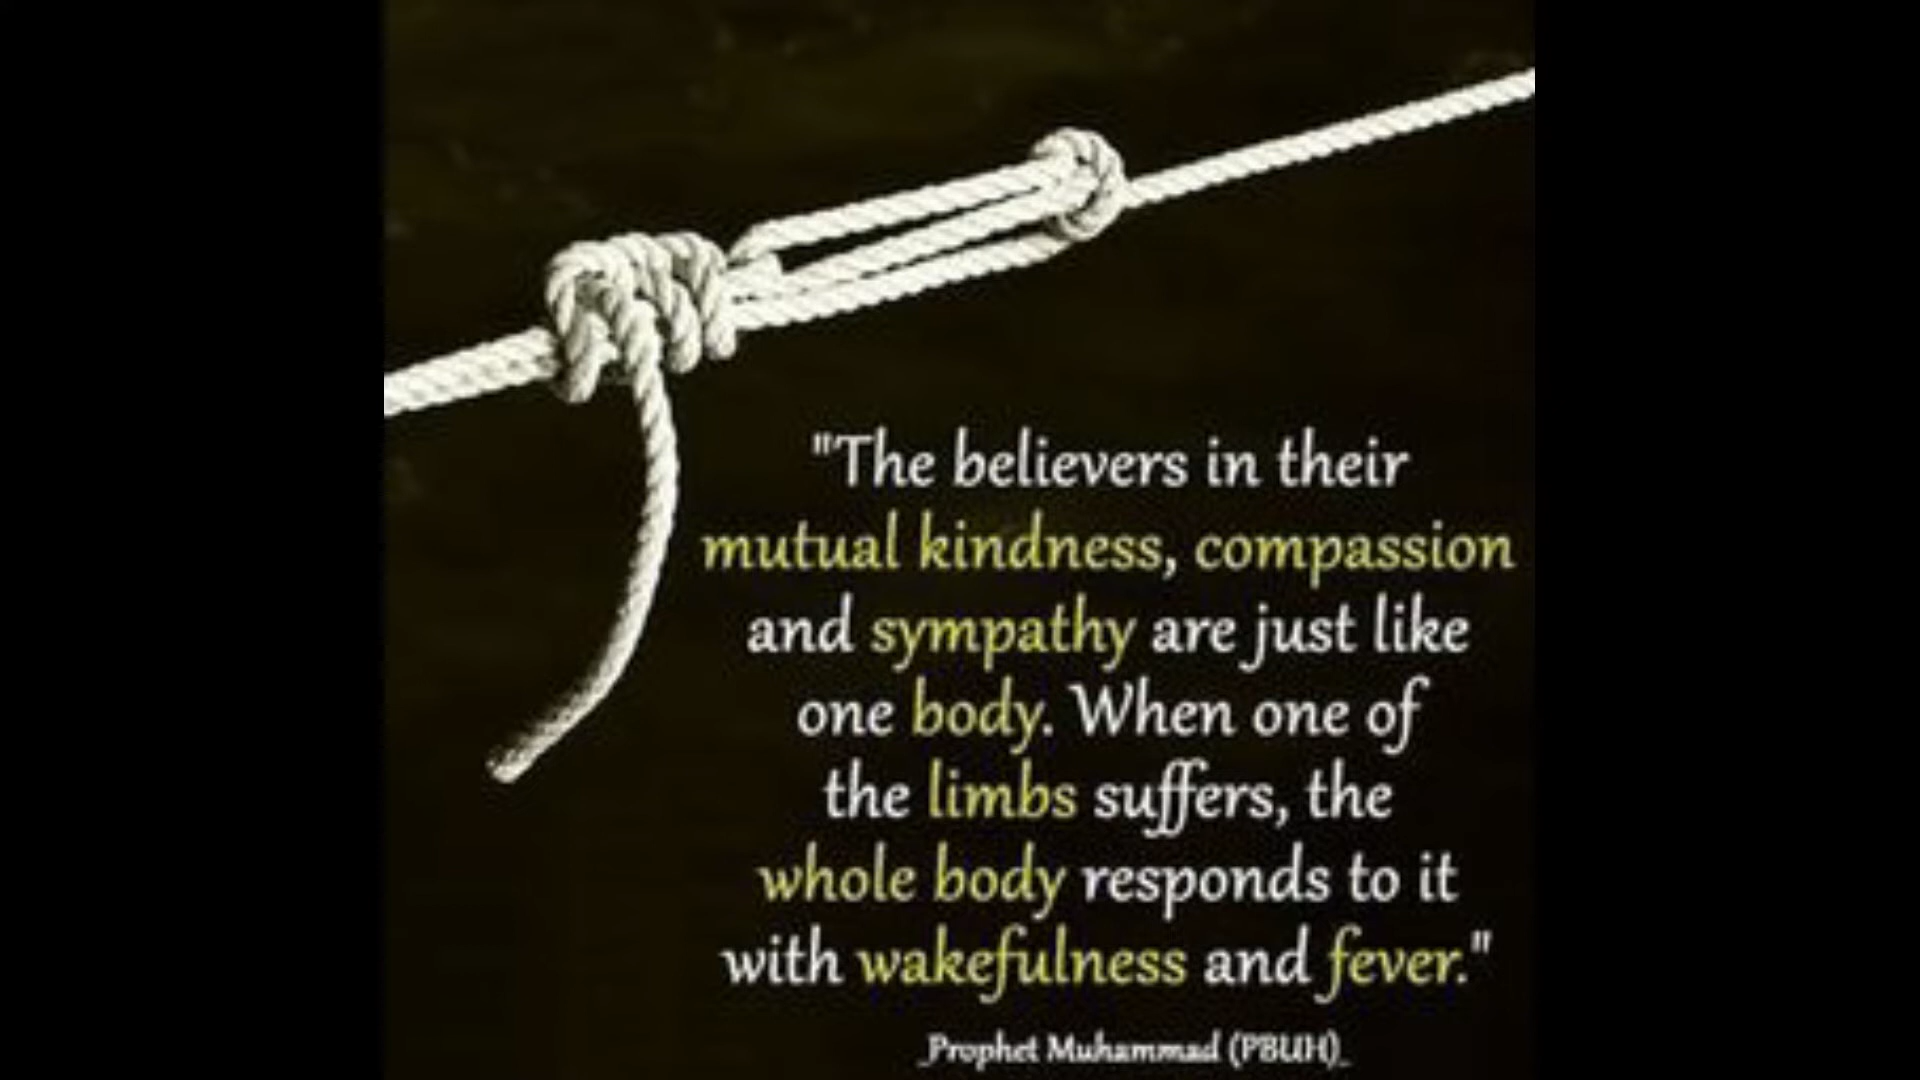 "The believers in their
mutual kindness, compassion
and sympathy are just like
one body. When one of
the limbs suffers, the
whole body responds to it
with wakefulness and fever."
_Prophet Muhammad (PBUH)_